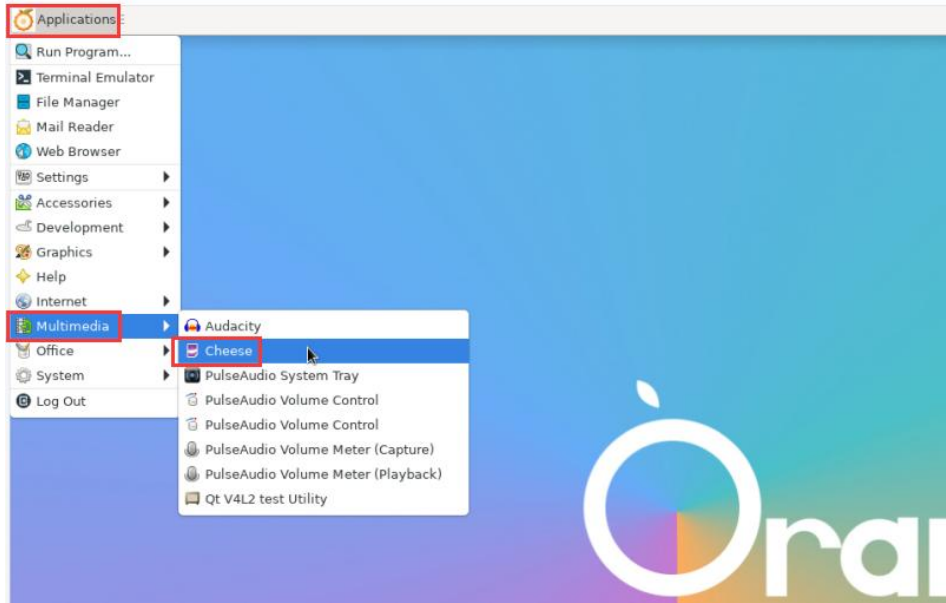 Applications
Run Program...
Terminal Emulator
File Manager
Mail Reader
Web Browser
Settings
Accessories
Development
Graphics
Help
Internet
Multimedia
Office
System
Log Out
Audacity
Cheese
PulseAudio System Tray
PulseAudio Volume Control
PulseAudio Volume Control
PulseAudio Volume Meter (Capture)
PulseAudio Volume Meter (Playback)
Qt V4L2 test Utility
Oran